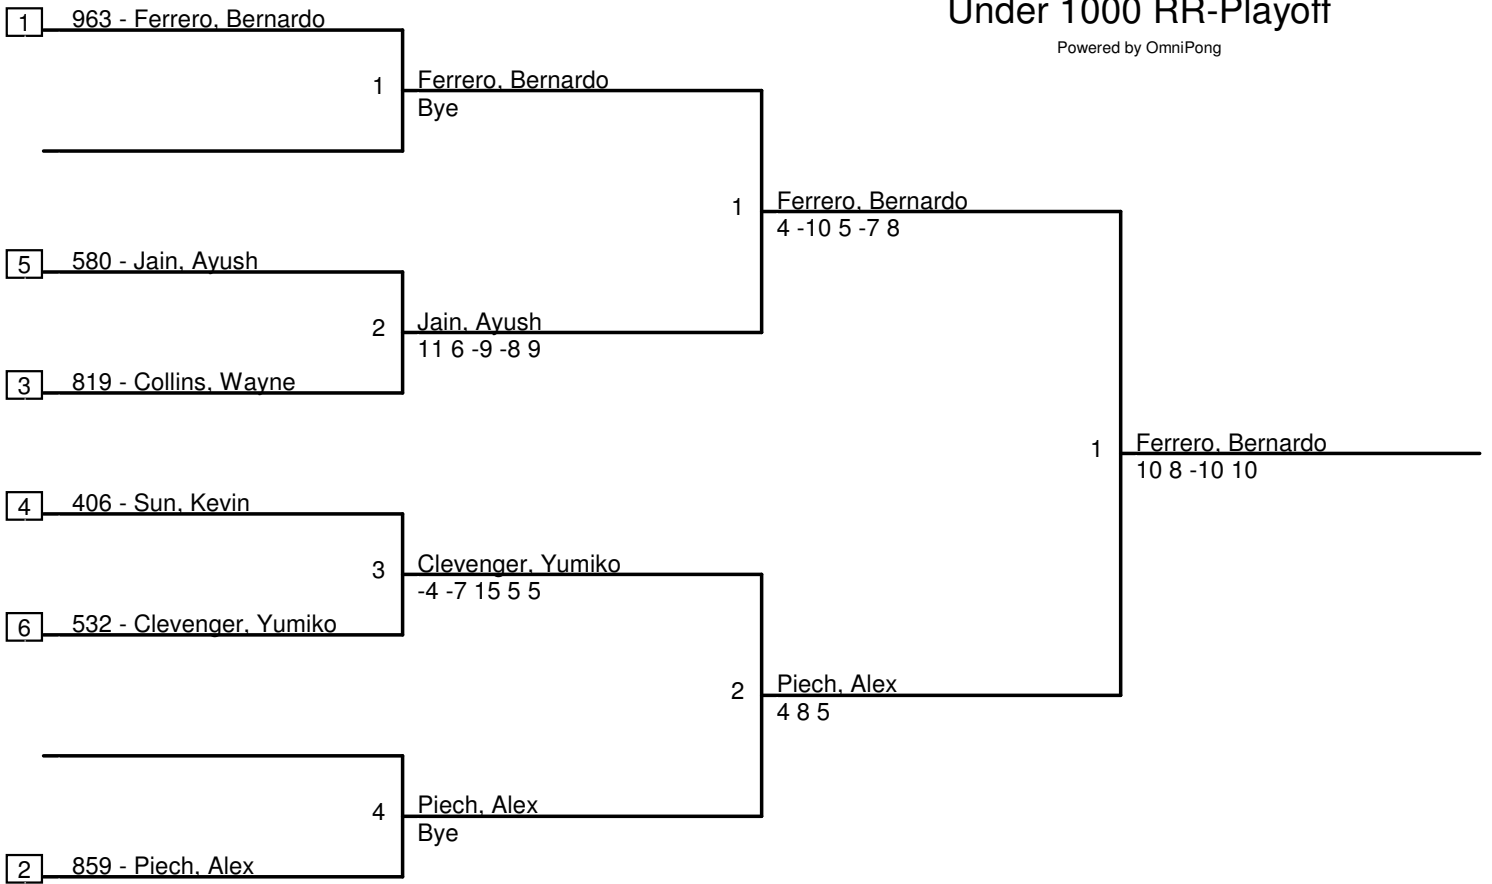 Under 1000 RR-Playoff
Powered by OmniPong
1
963 - Ferrero, Bernardo
1
Ferrero, Bernardo
Bye
1
Ferrero, Bernardo
4 -10 5 -7 8
5
580 - Jain, Ayush
2
Jain, Ayush
11 6 -9 -8 9
3
819 - Collins, Wayne
1
Ferrero, Bernardo
10 8 -10 10
4
406 - Sun, Kevin
3
Clevenger, Yumiko
-4 -7 15 5 5
6
532 - Clevenger, Yumiko
2
Piech, Alex
4 8 5
4
Piech, Alex
Bye
2
859 - Piech, Alex